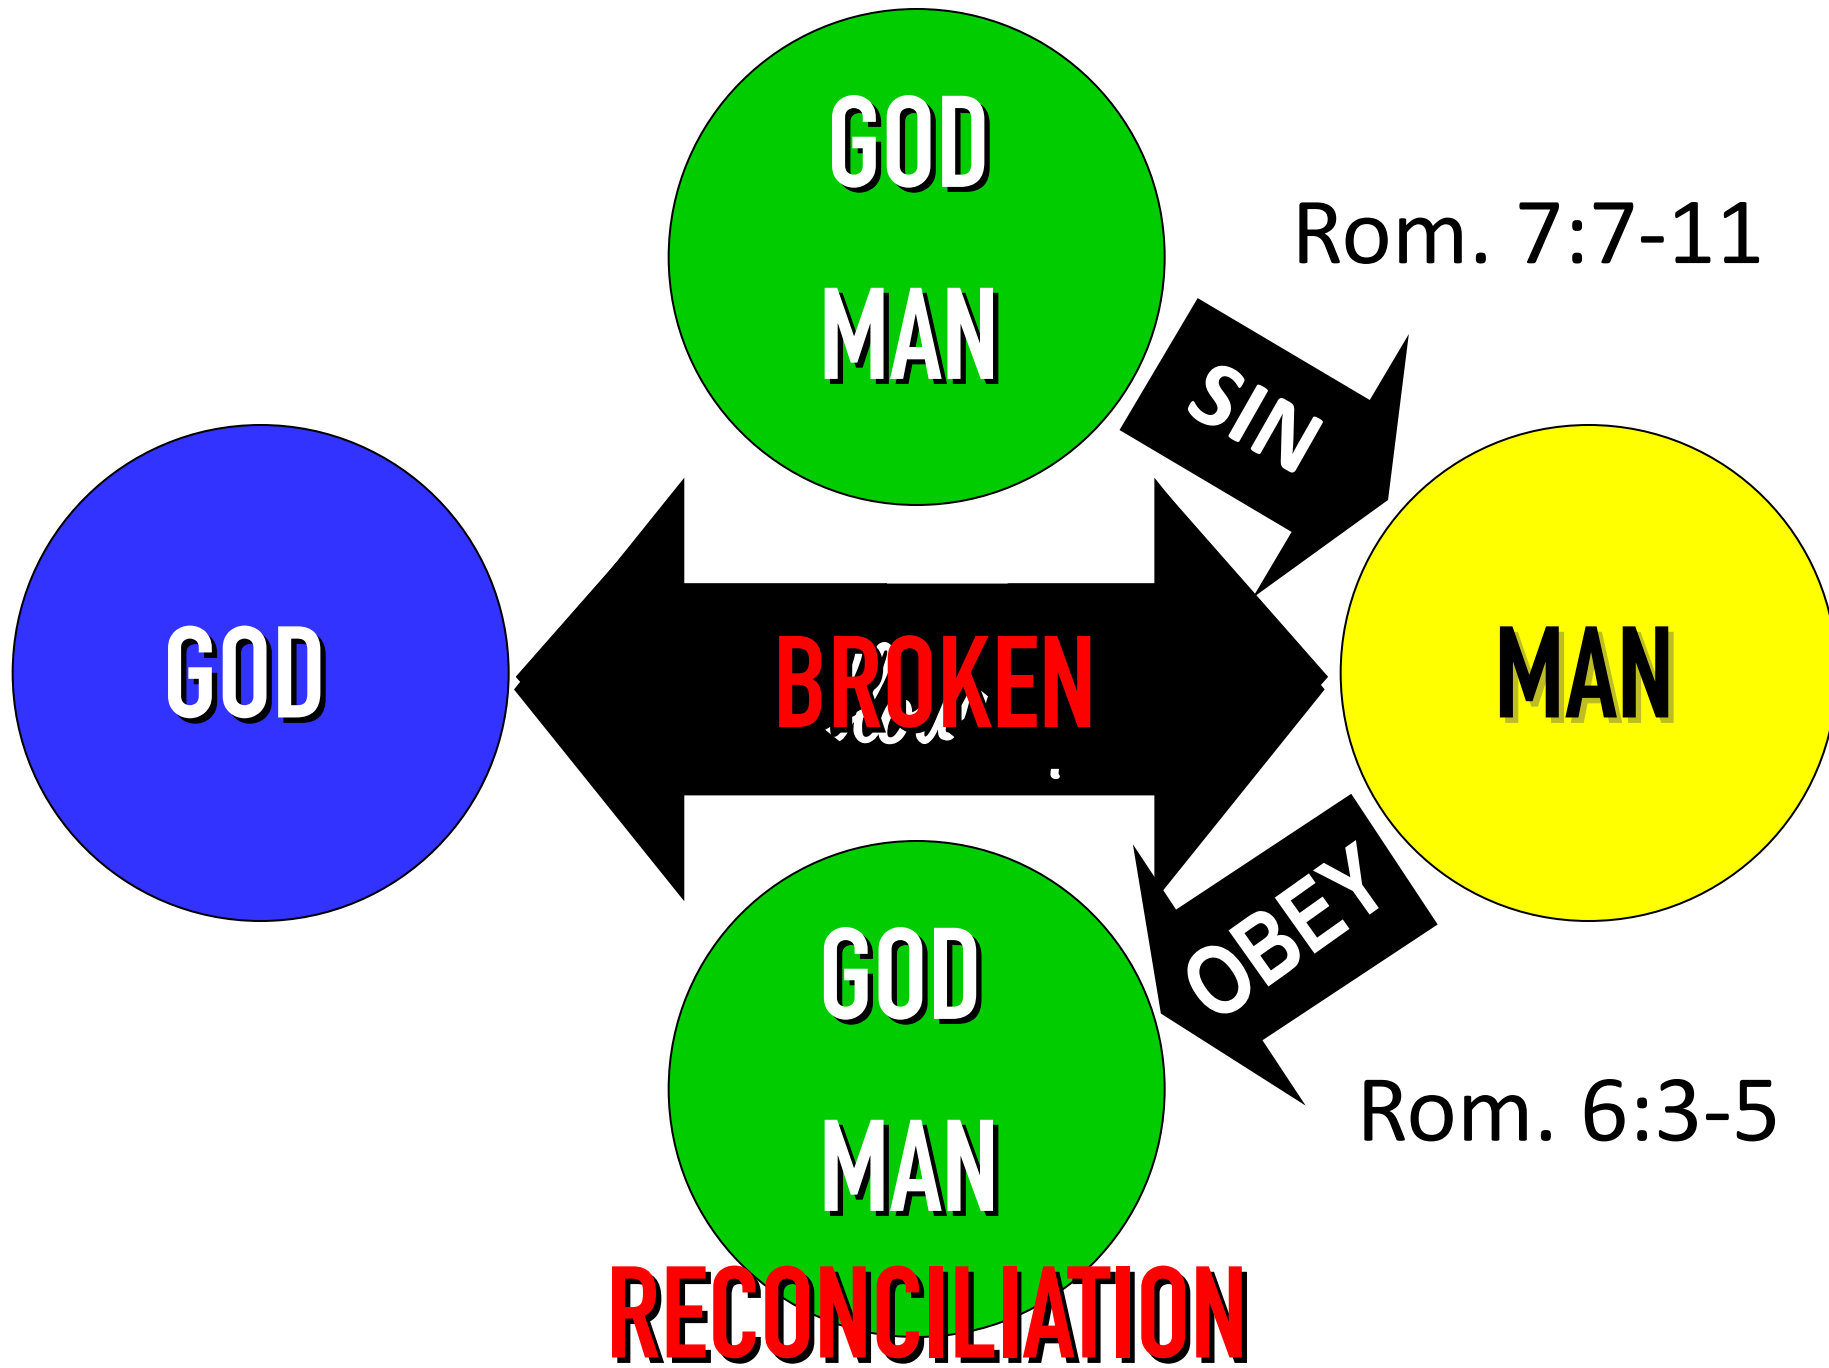 GOD
MAN
Rom. 7:7-11
SIN
GOD
BROKEN
MAN
OBEY
GOD
MAN
Rom. 6:3-5
RECONCILIATION